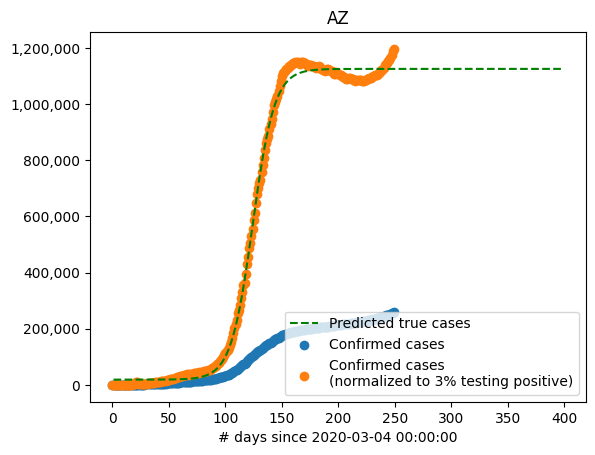 AZ
1,200,000
1,000,000
800,000
600,000
400,000
200,000
0
Predicted true cases
Confirmed cases
Confirmed cases
(normalized to 3% testing positive)
0 50 100 150 200 250 300 350 400
# days since 2020-03-04 00:00:00